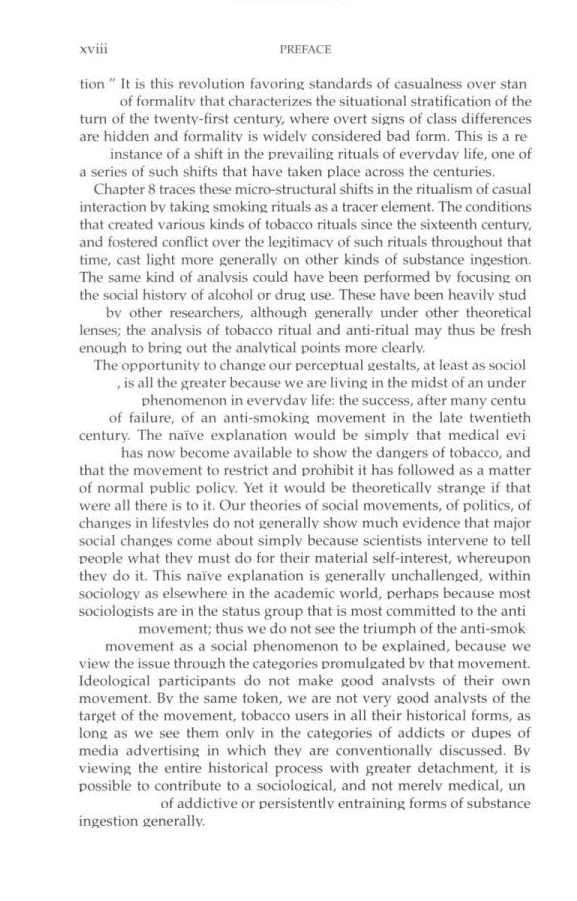 xviii PREFACE
tion " It is this revolution favoring standards of casualness over stan
of formality that characterizes the situational stratification of the
turn of the twenty-first century, where overt signs of class differences
are hidden and formality is widely considered bad form. This is a re
instance of a shift in the prevailing rituals of everyday life, one of
a series of such shifts that have taken place across the centuries.
Chapter 8 traces these micro-structural shifts in the ritualism of casual
interaction by taking smoking rituals as a tracer element. The conditions
that created various kinds of tobacco rituals since the sixteenth century,
and fostered conflict over the legitimacy of such rituals throughout that
time, cast light more generally on other kinds of substance ingestion.
The same kind of analysis could have been performed by focusing on
the social history of alcohol or drug use. These have been heavily stud
by other researchers, although generally under other theoretical
lenses; the analysis of tobacco ritual and anti-ritual may thus be fresh
enough to bring out the analytical points more clearly.
The opportunity to change our perceptual gestalts, at least as sociol
, is all the greater because we are living in the midst of an under
phenomenon in everyday life: the success, after many centu
of failure, of an anti-smoking movement in the late twentieth
century. The naïve explanation would be simply that medical evi
has now become available to show the dangers of tobacco, and
that the movement to restrict and prohibit it has followed as a matter
of normal public policy. Yet it would be theoretically strange if that
were all there is to it. Our theories of social movements, of politics, of
changes in lifestyles do not generally show much evidence that major
social changes come about simply because scientists intervene to tell
people what they must do for their material self-interest, whereupon
they do it. This naïve explanation is generally unchallenged, within
sociology as elsewhere in the academic world, perhaps because most
sociologists are in the status group that is most committed to the anti
movement; thus we do not see the triumph of the anti-smok
movement as a social phenomenon to be explained, because we
view the issue through the categories promulgated by that movement.
Ideological participants do not make good analysts of their own
movement. By the same token, we are not very good analysts of the
target of the movement, tobacco users in all their historical forms, as
long as we see them only in the categories of addicts or dupes of
media advertising in which they are conventionally discussed. By
viewing the entire historical process with greater detachment, it is
possible to contribute to a sociological, and not merely medical, un
of addictive or persistently entraining forms of substance
ingestion generally.